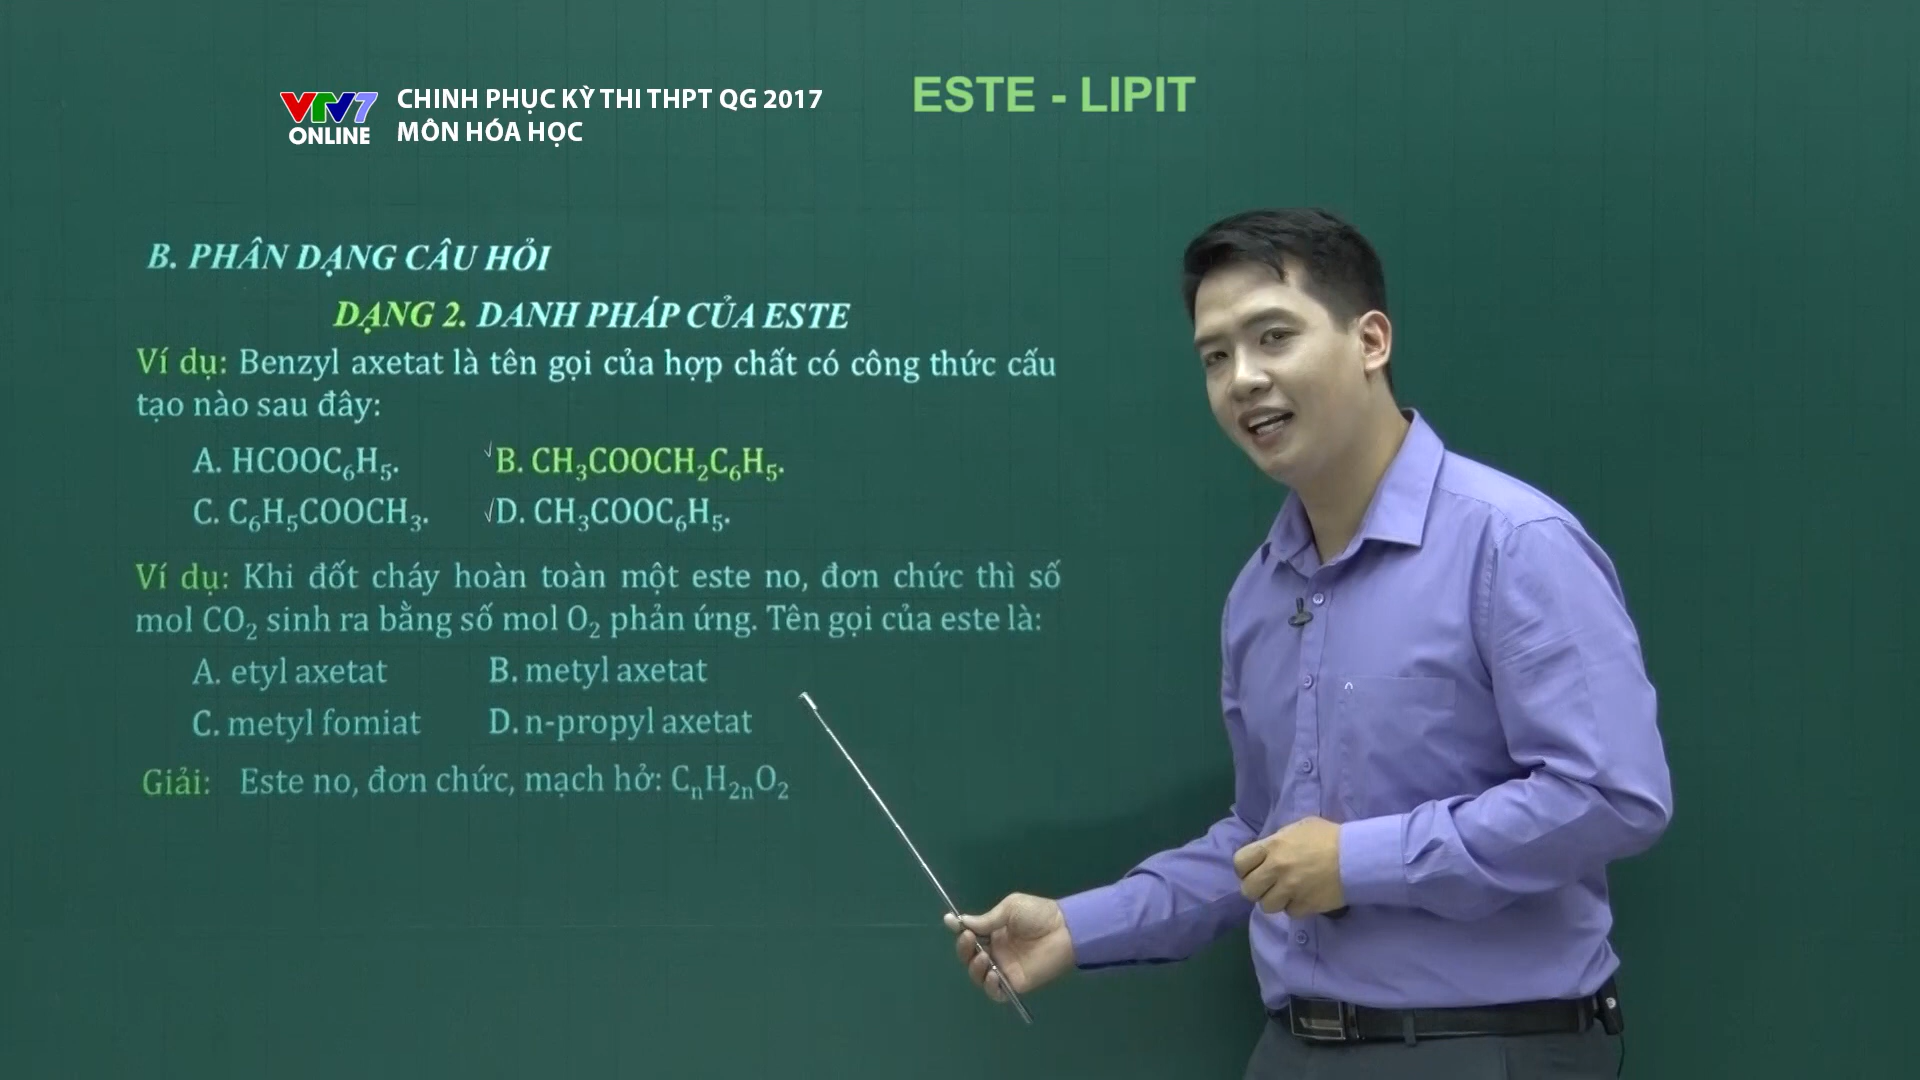 VTV7
ONLINE
CHINH PHỤC KỲ THI THPT QG 2017
MÔN HÓA HỌC
ESTE - LIPIT
B. PHÂN DẠNG CÂU HỎI
DẠNG 2. DANH PHÁP CỦA ESTE
Ví dụ: Benzyl axetat là tên gọi của hợp chất có công thức cấu
tạo nào sau đây:
A. HCOOC₆H₅. √B. CH₃COOCH₂C₆H₅.
C. C₆H₅COOCH₃. √D. CH₃COOC₆H₅.
Ví dụ: Khi đốt cháy hoàn toàn một este no, đơn chức thì số
mol CO₂ sinh ra bằng số mol O₂ phản ứng. Tên gọi của este là:
A. etyl axetat B. metyl axetat
C. metyl fomiat D. n-propyl axetat
Giải: Este no, đơn chức, mạch hở: CₙH₂ₙO₂